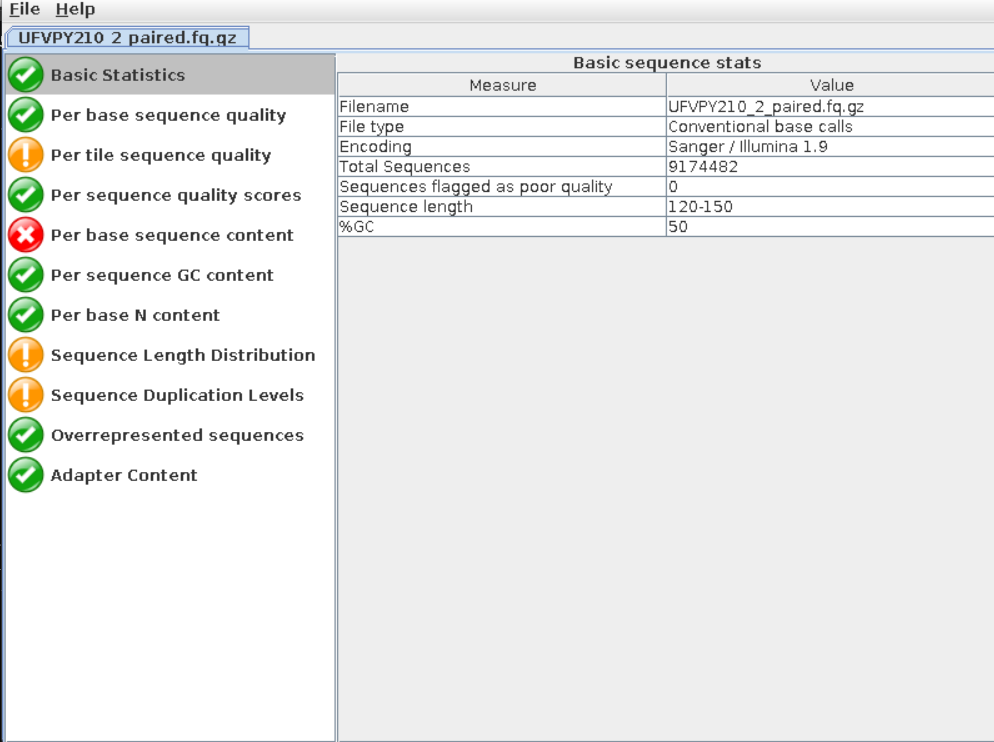 File Help
UFVPY210 2 paired.fq.gz
Basic Statistics
Per base sequence quality
Per tile sequence quality
Per sequence quality scores
Per base sequence content
Per sequence GC content
Per base N content
Sequence Length Distribution
Sequence Duplication Levels
Overrepresented sequences
Adapter Content
Basic sequence stats
Measure Value
Filename UFVPY210_2_paired.fq.gz
File type Conventional base calls
Encoding Sanger / Illumina 1.9
Total Sequences 9174482
Sequences flagged as poor quality 0
Sequence length 120-150
%GC 50